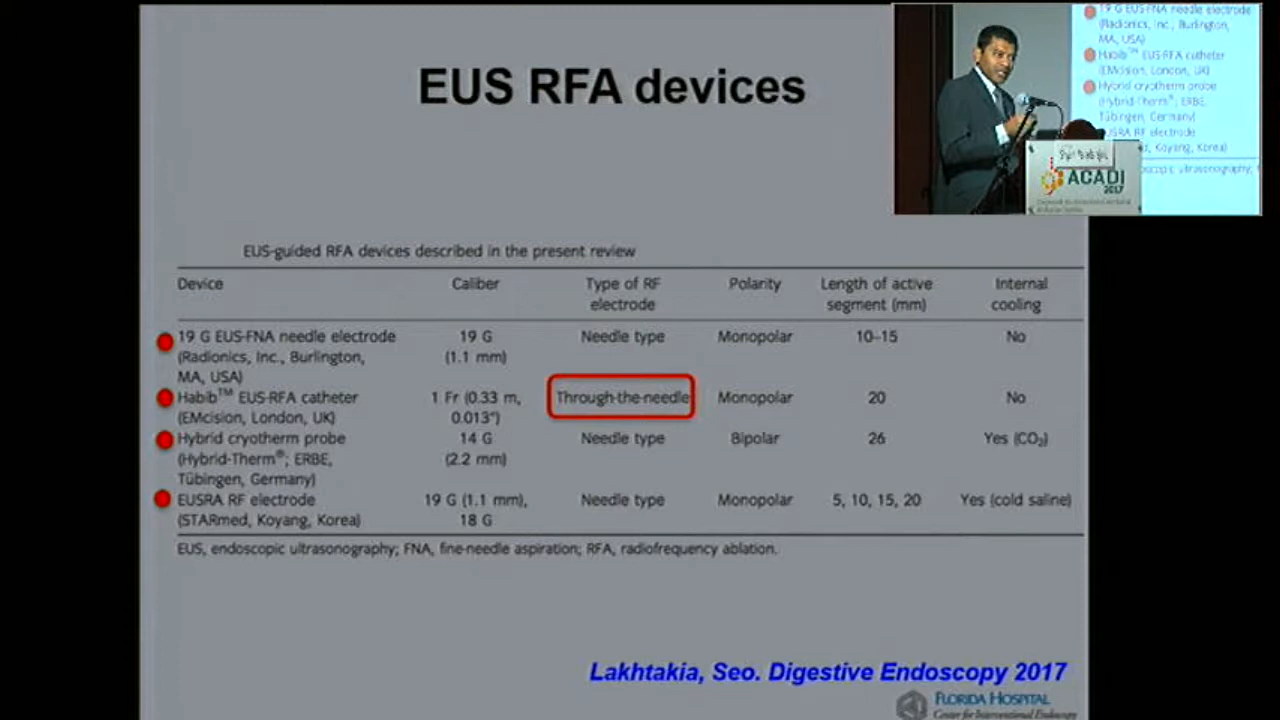 EUS RFA devices
19 G EUS-FNA needle electrode
(Radionics, Inc., Burlington,
MA, USA)
Habib™ EUS-RFA catheter
(EMcision, London, UK)
Hybrid cryotherm probe
(Hybrid-Therm®; ERBE,
Tübingen, Germany)
EUSRA RF electrode
Koyang, Korea)
ACADI
2017
EUS-guided RFA devices described in the present review
Device Caliber Type of RF electrode Polarity Length of active segment (mm) Internal cooling
19 G EUS-FNA needle electrode 19 G Needle type Monopolar 10–15 No
(Radionics, Inc., Burlington, (1.1 mm)
MA, USA)
Habib™ EUS-RFA catheter 1 Fr (0.33 m, Through-the-needle Monopolar 20 No
(EMcision, London, UK) 0.013")
Hybrid cryotherm probe 14 G Needle type Bipolar 26 Yes (CO₂)
(Hybrid-Therm®; ERBE, (2.2 mm)
Tübingen, Germany)
EUSRA RF electrode 19 G (1.1 mm), Needle type Monopolar 5, 10, 15, 20 Yes (cold saline)
(STARmed, Koyang, Korea) 18 G
EUS, endoscopic ultrasonography; FNA, fine-needle aspiration; RFA, radiofrequency ablation.
Lakhtakia, Seo. Digestive Endoscopy 2017
FLORIDA HOSPITAL
Center for Interventional Endoscopy